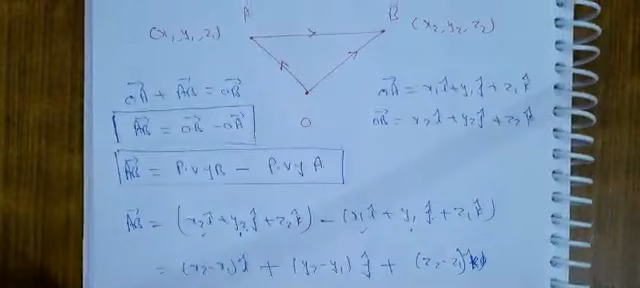 A
B
(x₁, y₁, z₁)
(x₂, y₂, z₂)
O
→OA + →AB = →OB
→AB = →OB - →OA
→AB = P.v of B - P.v of A
→OA = x₁î + y₁ĵ + z₁k̂
→OB = x₂î + y₂ĵ + z₂k̂
→AB = (x₂î + y₂ĵ + z₂k̂) - (x₁î + y₁ĵ + z₁k̂)
= (x₂ - x₁)î + (y₂ - y₁)ĵ + (z₂ - z₁)k̂